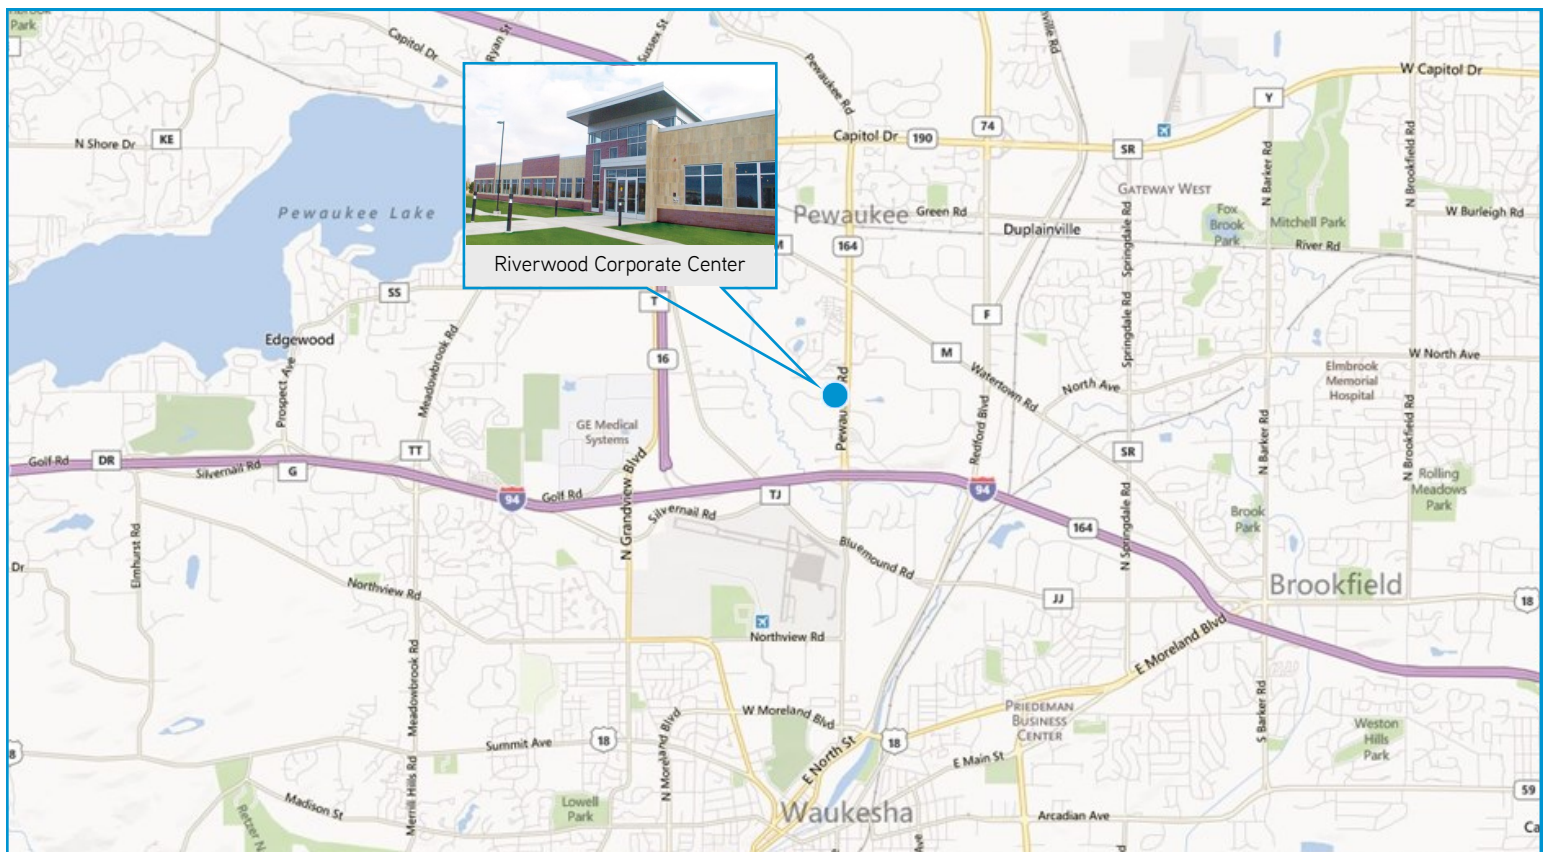 Park
Capitol Dr
Ryan St
Sussex St
Pewaukee Rd
W Capitol Dr
Y
N Shore Dr
KE
Capitol Dr
190
74
SR
N Barker Rd
N Brookfield Rd
GATEWAY WEST
Pewaukee Lake
Pewaukee
Green Rd
Duplainville
Springdale Rd
Fox
Brook
Park
Mitchell Park
W Burleigh Rd
River Rd
M
164
Riverwood Corporate Center
SS
T
F
Springdale Rd
Edgewood
16
M
Meadowbrook Rd
Prospect Ave
Watertown Rd
North Ave
W North Ave
Elmbrook
Memorial
Hospital
GE Medical
Systems
Redford Blvd
N Barker Rd
N Brookfield Rd
Golf Rd
DR
Silvernail Rd
G
TT
94
Golf Rd
N Grandview Blvd
TJ
94
SR
Rolling
Meadows
Park
Silvernail Rd
164
Brook
Park
Elmhurst Rd
Bluemound Rd
N Springdale Rd
Dr
Northview Rd
JJ
Brookfield
18
Northview Rd
E Moreland Blvd
Meadowbrook Rd
W Moreland Blvd
PRIEDEMAN
BUSINESS
CENTER
S Barker Rd
Weston
Hills
Park
Summit Ave
18
N Moreland Blvd
E North St
18
E Main St
Merrill Hills Rd
Madison St
Retzer N
Lowell
Park
Waukesha
Arcadian Ave
59
Ca
Ave